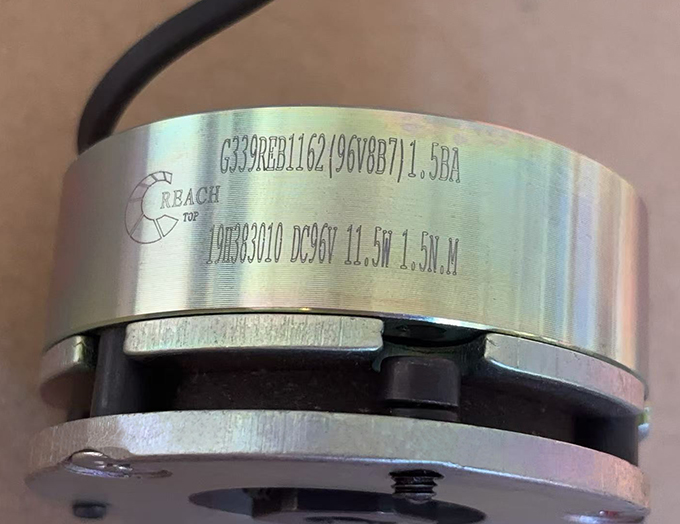 G339REB1162(96V8B7)1.5BA
REACH
TOP
19H383010 DC96V 11.5W 1.5N.M